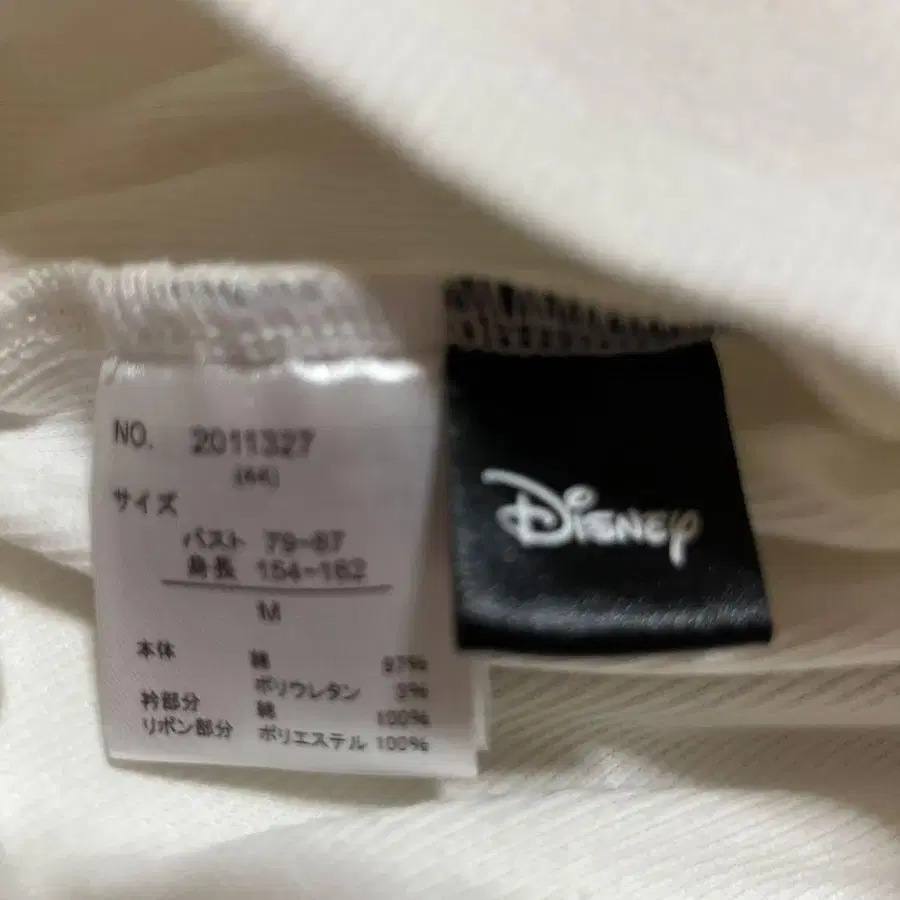 NO. 2011327
サイズ
バスト 79-87
身長 154-162
M
本体 綿 97%
ポリウレタン 3%
衿部分 綿 100%
リボン部分 ポリエステル 100%
Disney